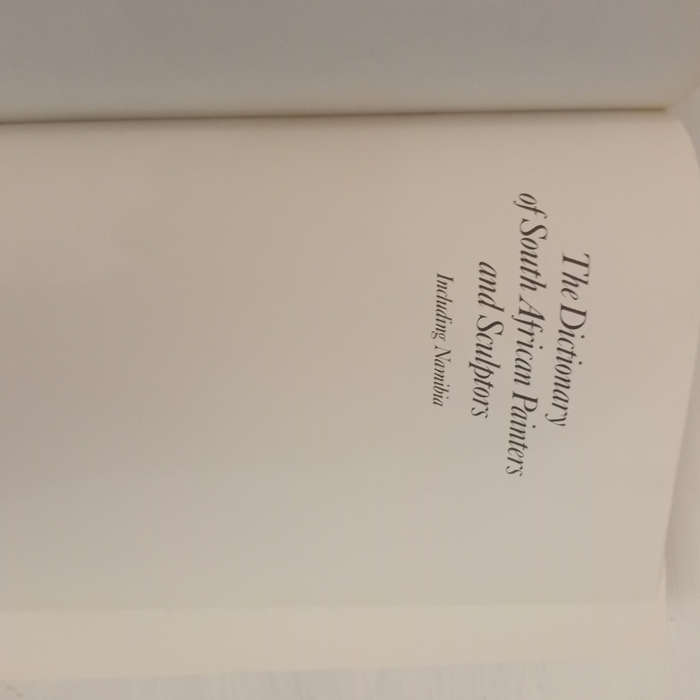 The Dictionary
of South African Painters
and Sculptors
Including Namibia